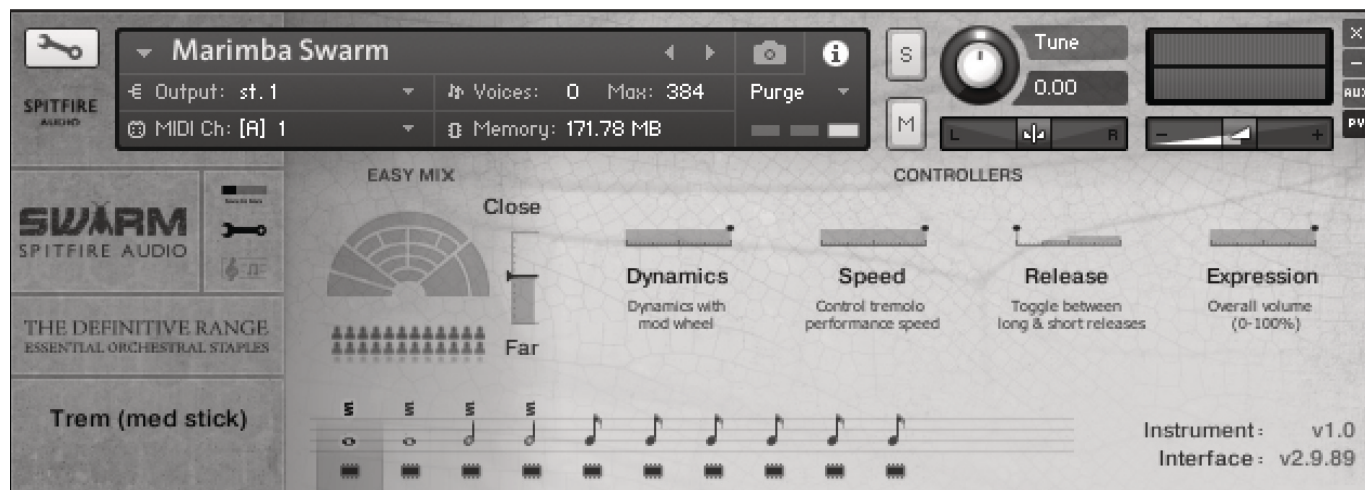 Marimba Swarm
S
Tune
0.00
SPITFIRE
AUDIO
Output: st. 1
Voices: 0 Max: 384
Purge
MIDI Ch: [A] 1
Memory: 171.78 MB
M
L
R
-
+
×
-
AUX
PV
EASY MIX
CONTROLLERS
SWARM
SPITFIRE AUDIO
Close
Far
Dynamics
Dynamics with
mod wheel
Speed
Control tremolo
performance speed
Release
Toggle between
long & short releases
Expression
Overall volume
(0-100%)
THE DEFINITIVE RANGE
ESSENTIAL ORCHESTRAL STAPLES
Trem (med stick)
Instrument: v1.0
Interface: v2.9.89